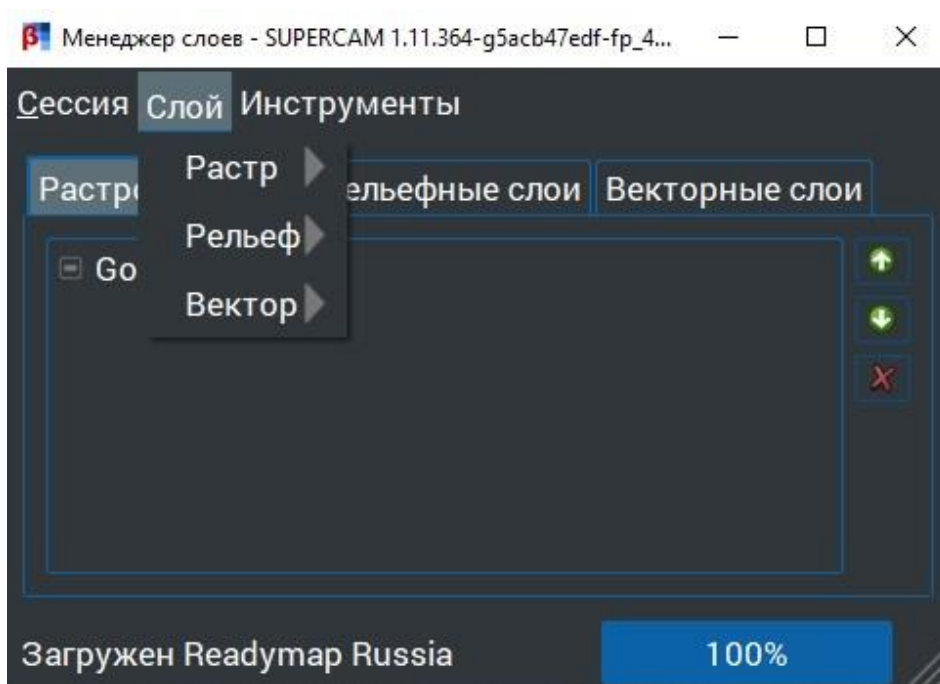 Менеджер слоев - SUPERCAM 1.11.364-g5acb47edf-fp_4...
Сессия Слой Инструменты
Растр
Рельеф
Вектор
слои Векторные слои
Go
Загружен Readymap Russia 100%